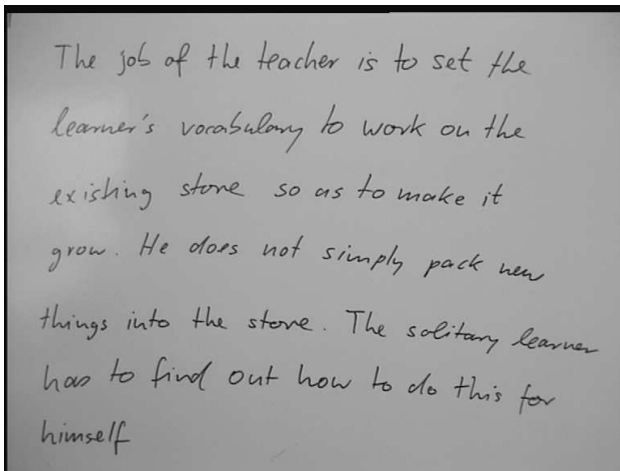 The job of the teacher is to set the
learner's vocabulary to work on the
existing store so as to make it
grow. He does not simply pack new
things into the store. The solitary learner
has to find out how to do this for
himself